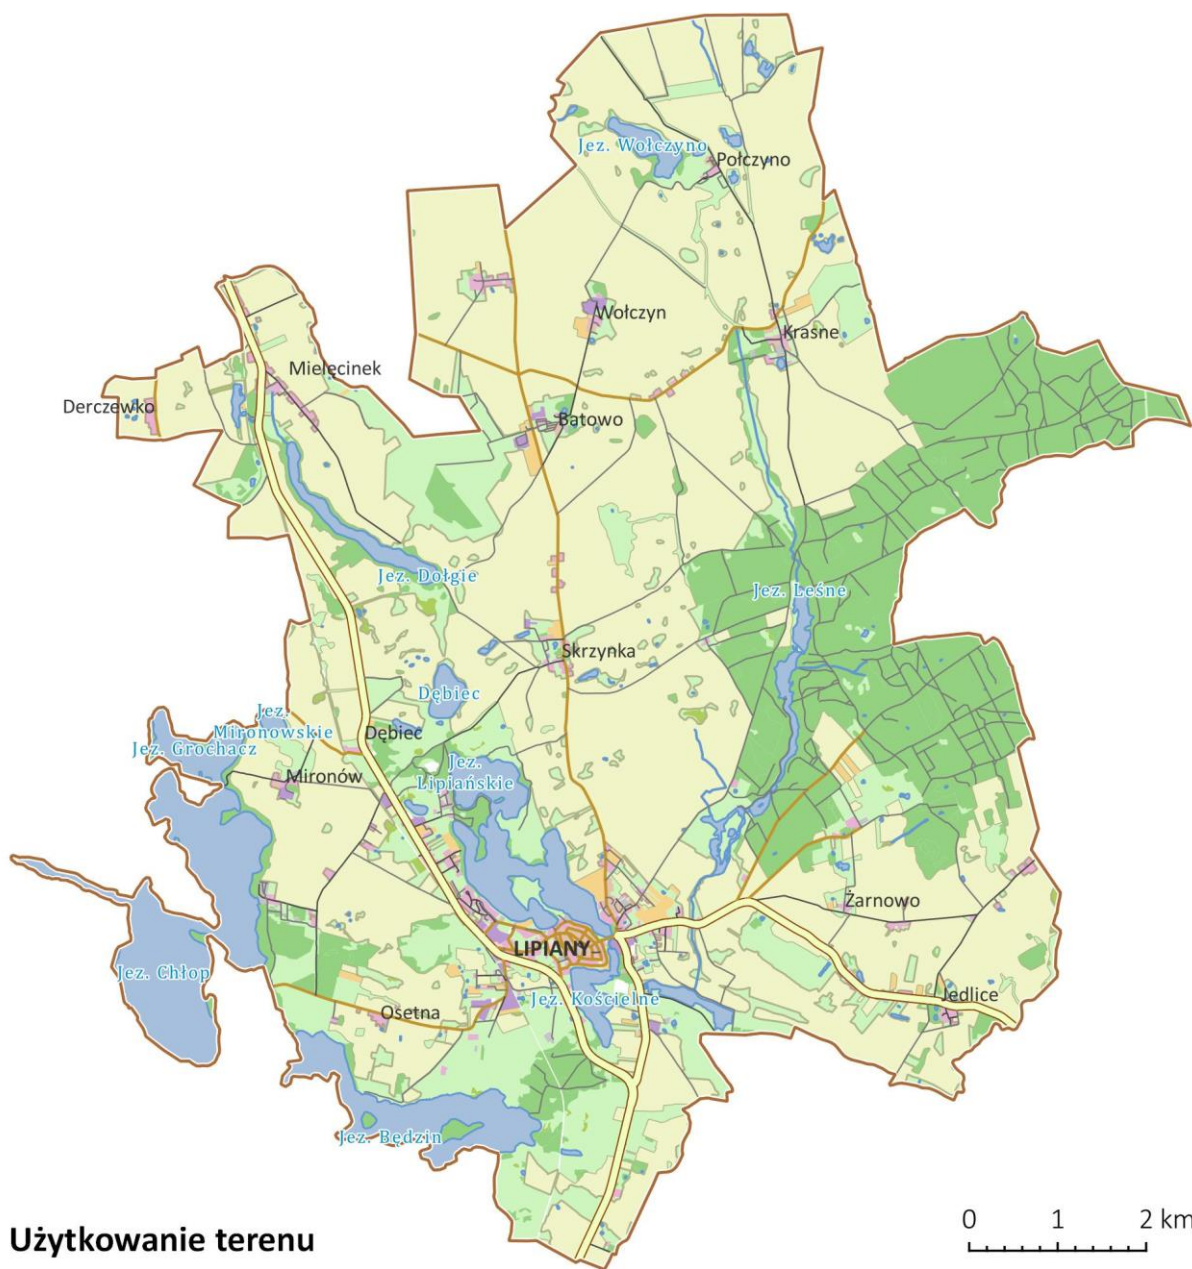 Jez. Wołczyno
Połczyno
Wołczyn
Krasne
Mielęcinek
Derczewko
Batowo
Jez. Dołgie
Jez. Leśne
Skrzynka
Dębiec
Jez.
Mironowskie
Jez. Grochacz
Dębiec
Jez.
Lipiańskie
Mironów
Żarnowo
LIPIANY
Jez. Chłop
Jez. Kościelne
Jedlice
Osetna
Jez. Będzin
Użytkowanie terenu
0 1 2 km